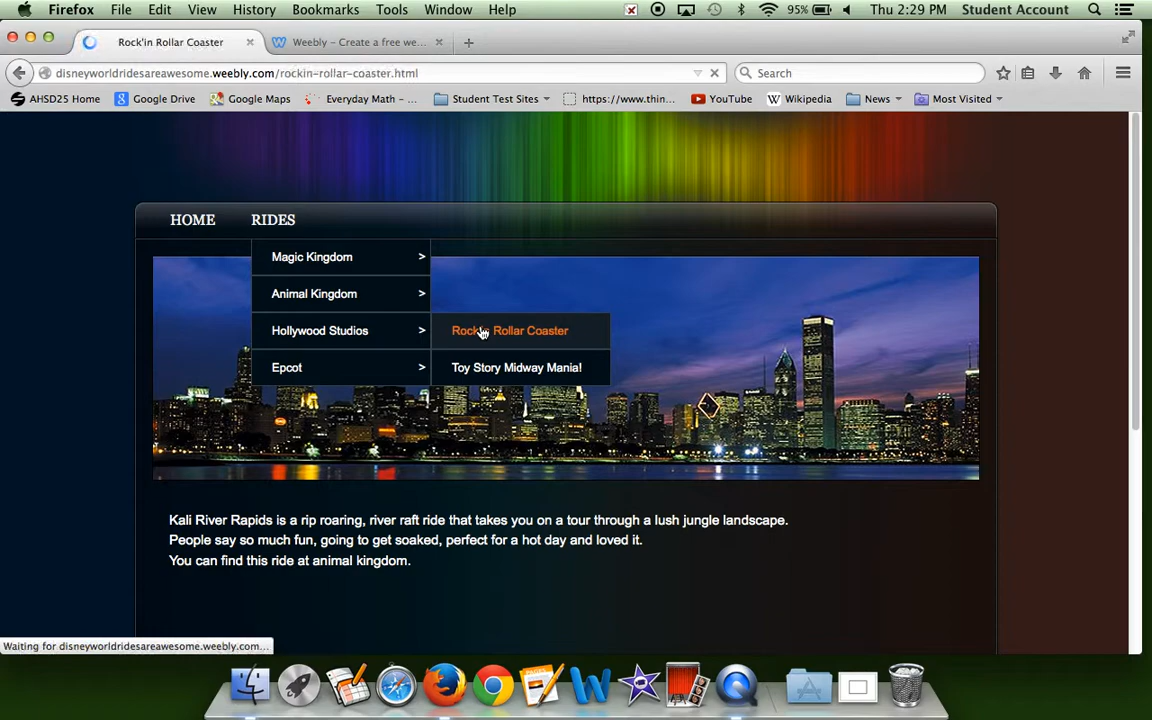 Firefox File Edit View History Bookmarks Tools Window Help 95% Thu 2:29 PM Student Account
Rock'in Rollar Coaster × Weebly - Create a free we... × +
disneyworldridesareawesome.weebly.com/rockin-rollar-coaster.html Search
AHSD25 Home Google Drive Google Maps Everyday Math - ... Student Test Sites https://www.thin... YouTube Wikipedia News Most Visited
HOME RIDES
Magic Kingdom >
Animal Kingdom >
Hollywood Studios > Rollar Coaster
Epcot > Toy Story Midway Mania!
Kali River Rapids is a rip roaring, river raft ride that takes you on a tour through a lush jungle landscape.
People say so much fun, going to get soaked, perfect for a hot day and loved it.
You can find this ride at animal kingdom.
Waiting for disneyworldridesareawesome.weebly.com...